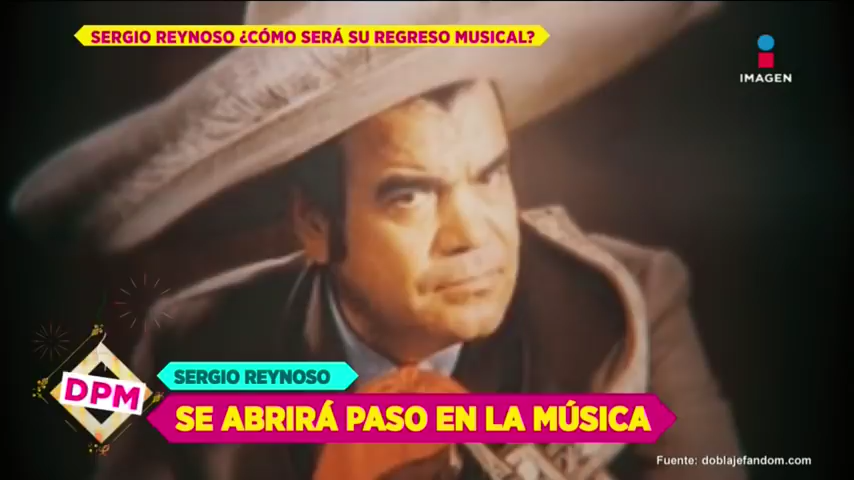 SERGIO REYNOSO ¿CÓMO SERÁ SU REGRESO MUSICAL?
IMAGEN
SERGIO REYNOSO
DPM
SE ABRIRÁ PASO EN LA MÚSICA
Fuente: doblajefandom.com